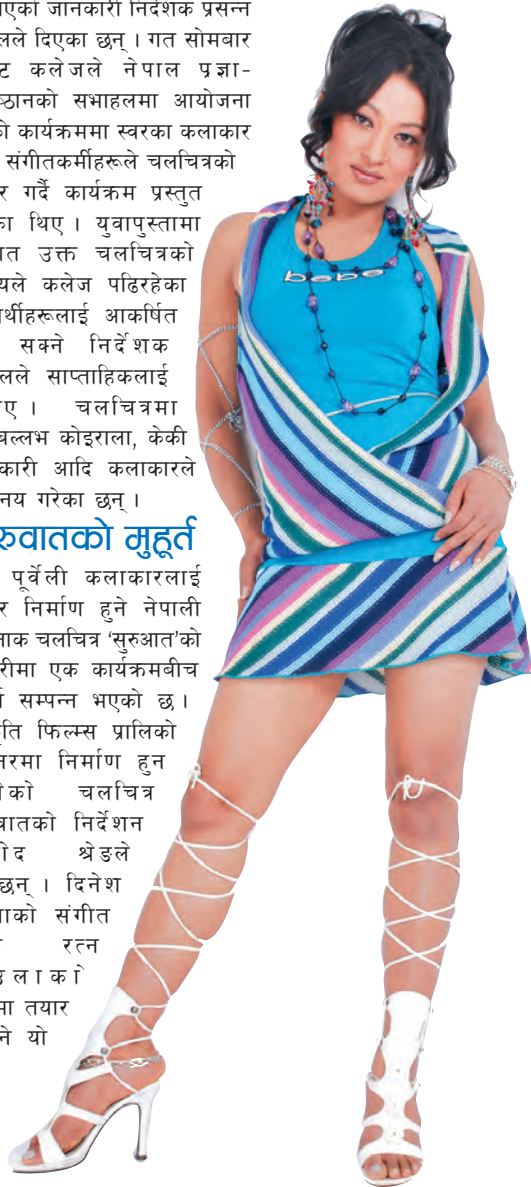 एको जानकारी निर्देशक प्रसन्न
लले दिएका छन् । गत सोमबार
ट कलेजले नेपाल प्रज्ञा-
ष्ठानको सभाहलमा आयोजना
को कार्यक्रममा स्वरका कलाकार
संगीतकर्मीहरूले चलचित्रको
र गर्दै कार्यक्रम प्रस्तुत
का थिए । युवापुस्तामा
त उक्त चलचित्रको
यले कलेज पढिरहेका
र्थीहरूलाई आकर्षित
सक्ने निर्देशक
लले साप्ताहिकलाई
ए । चलचित्रमा
बल्लभ कोइराला, केकी
कारी आदि कलाकारले
नय गरेका छन् ।
रुवातको मुहूर्त
पूर्वेली कलाकारलाई
र निर्माण हुने नेपाली
नाक चलचित्र ‘सुरुआत’को
रीमा एक कार्यक्रमबीच
सम्पन्न भएको छ ।
ति फिल्म्स प्रालिको
नरमा निर्माण हुन
ीको चलचित्र
वातको निर्देशन
ोद श्रेङले
छन् । दिनेश
ाको संगीत
रत्न
लाको
मा तयार
ने यो
bebe